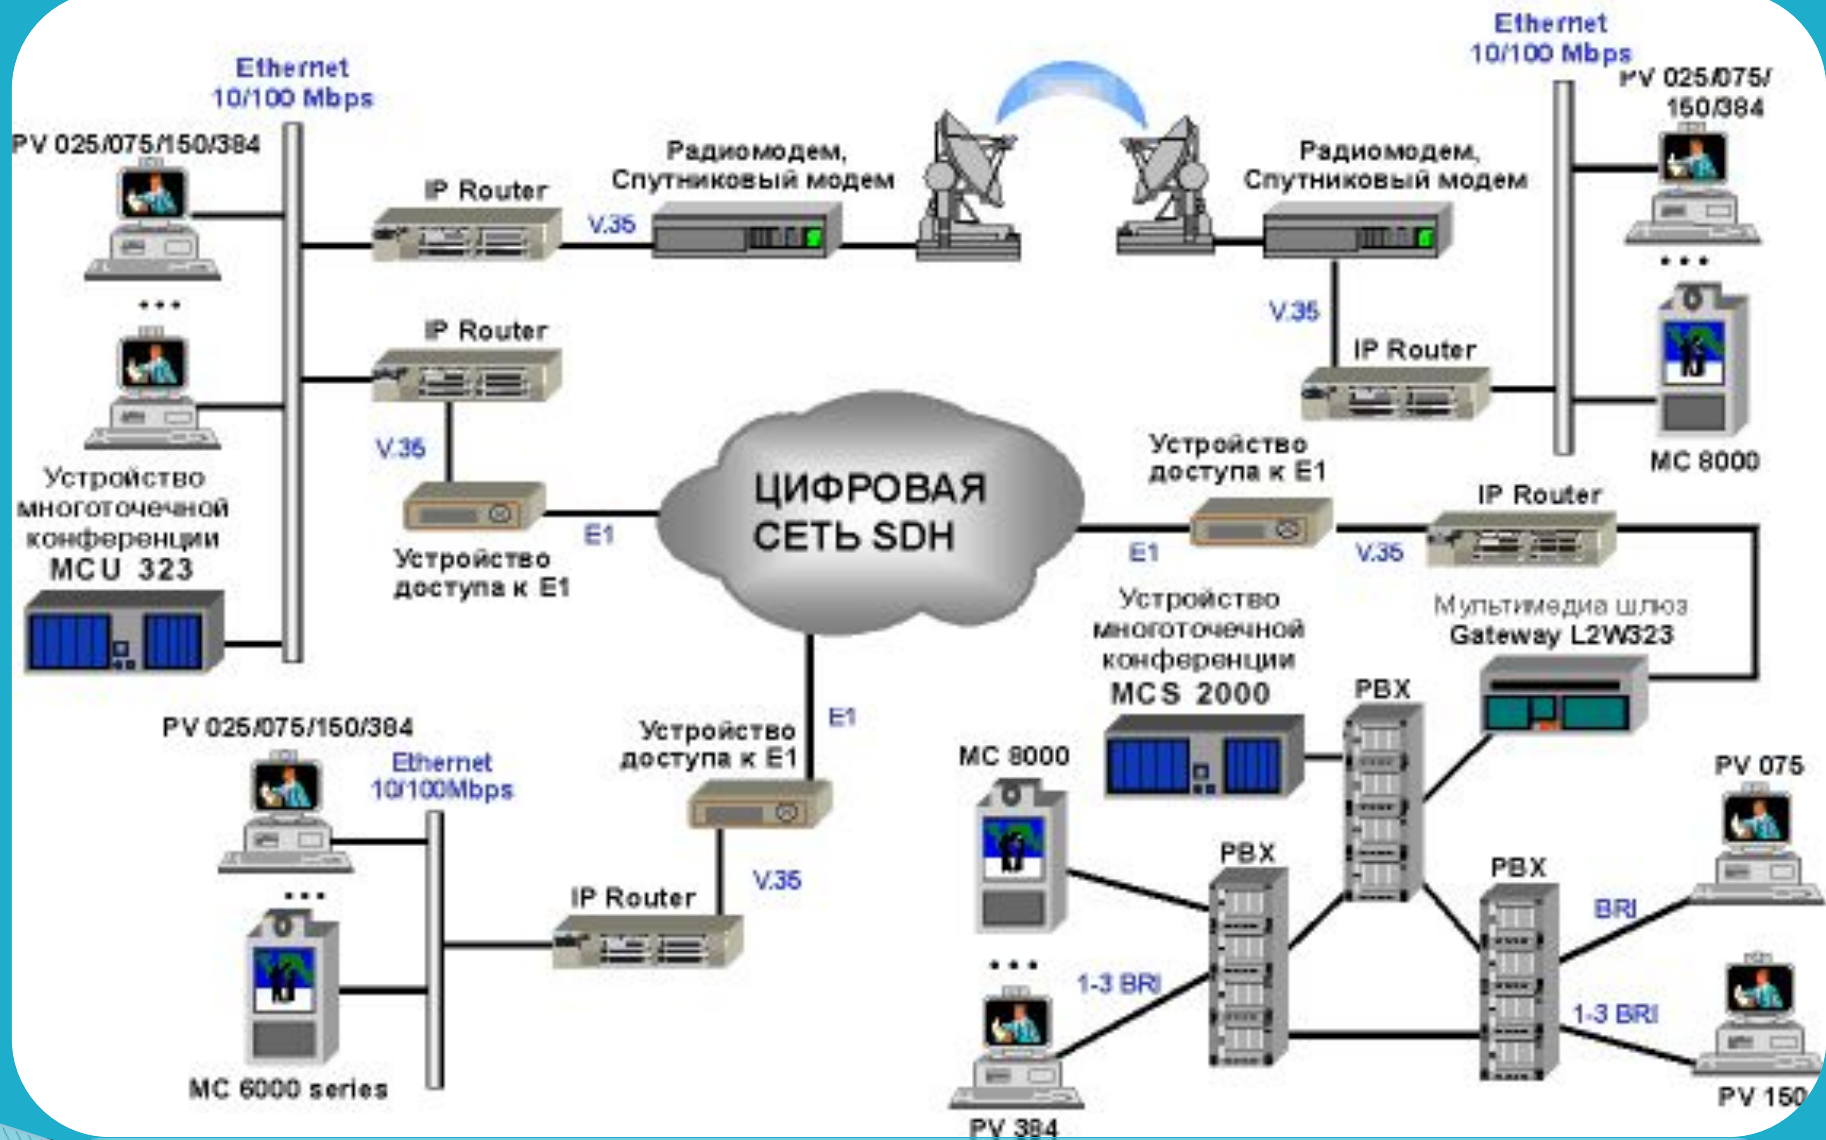 Ethernet
10/100 Mbps
PV 025/075/150/384
IP Router
V.35
Радиомодем,
Спутниковый модем
Радиомодем,
Спутниковый модем
Ethernet
10/100 Mbps
PV 025/075/
150/384
IP Router
V.35
V.35
IP Router
MC 8000
Устройство
многоточечной
конференции
MCU 323
Устройство
доступа к E1
E1
ЦИФРОВАЯ
СЕТЬ SDH
Устройство
доступа к E1
E1
V.35
IP Router
Мультимедиа шлюз
Gateway L2W323
Устройство
многоточечной
конференции
MCS 2000
PBX
PV 025/075/150/384
Ethernet
10/100Mbps
Устройство
доступа к E1
E1
V.35
IP Router
MC 6000 series
MC 8000
PBX
PBX
PV 075
BRI
1-3 BRI
1-3 BRI
PV 384
PV 150